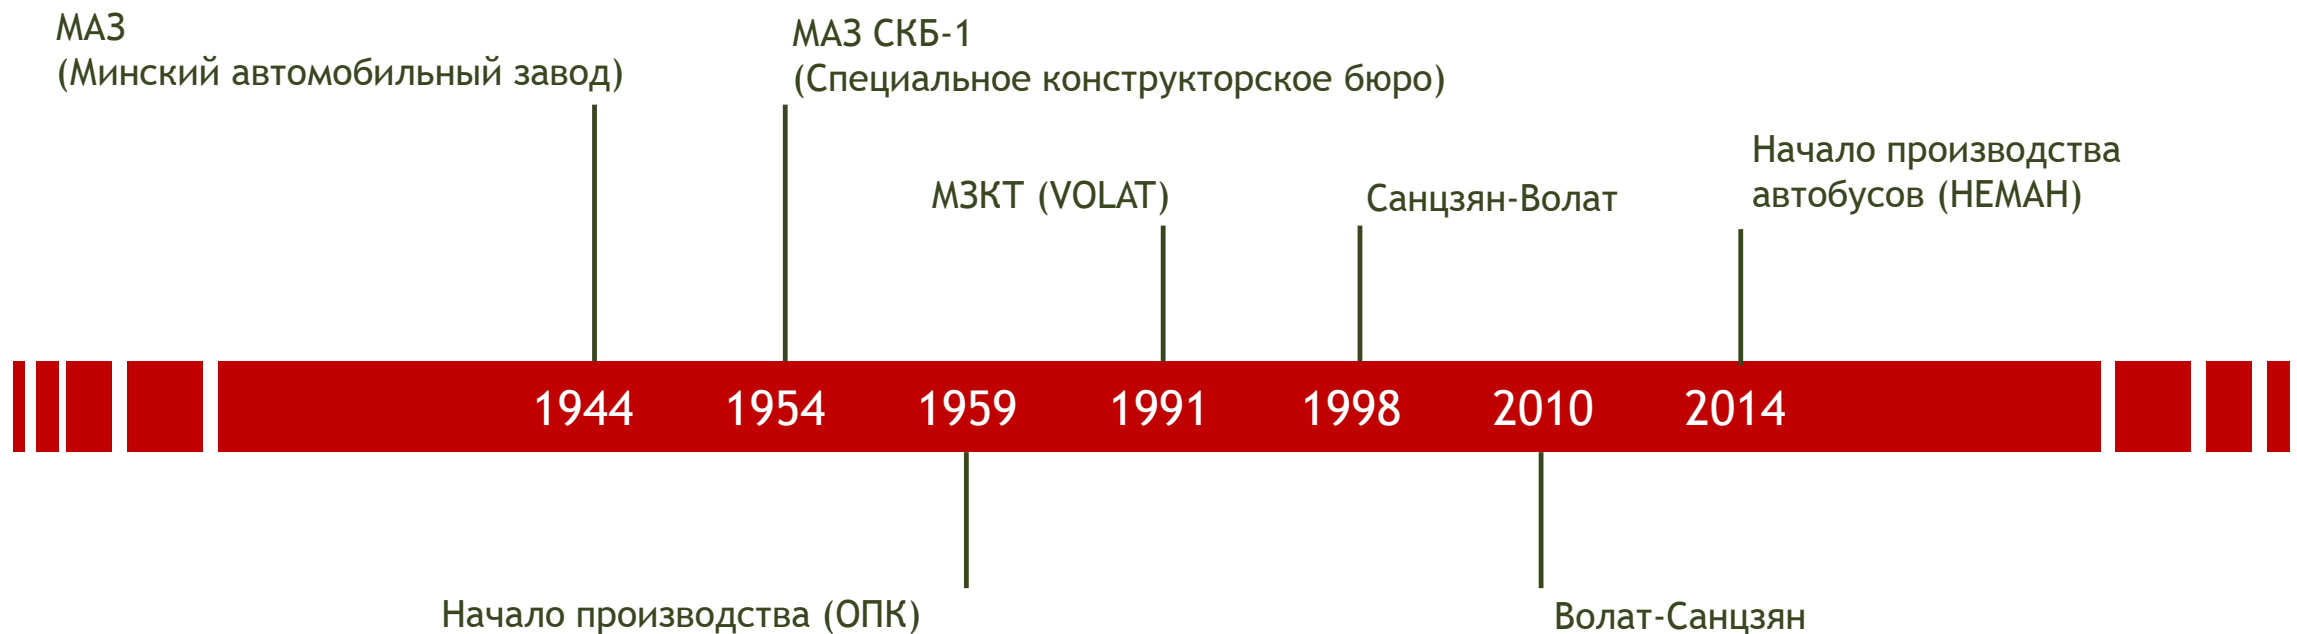 МАЗ
(Минский автомобильный завод)
МАЗ СКБ-1
(Специальное конструкторское бюро)
МЗКТ (VOLAT)
Санцзян-Волат
Начало производства
автобусов (НЕМАН)
1944 1954 1959 1991 1998 2010 2014
Начало производства (ОПК)
Волат-Санцзян